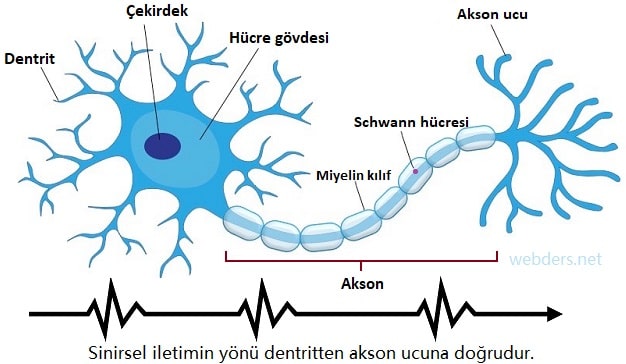 Çekirdek
Akson ucu
Hücre gövdesi
Dentrit
Schwann hücresi
Miyelin kılıf
webders.net
Akson
Sinirsel iletimin yönü dentritten akson ucuna doğrudur.